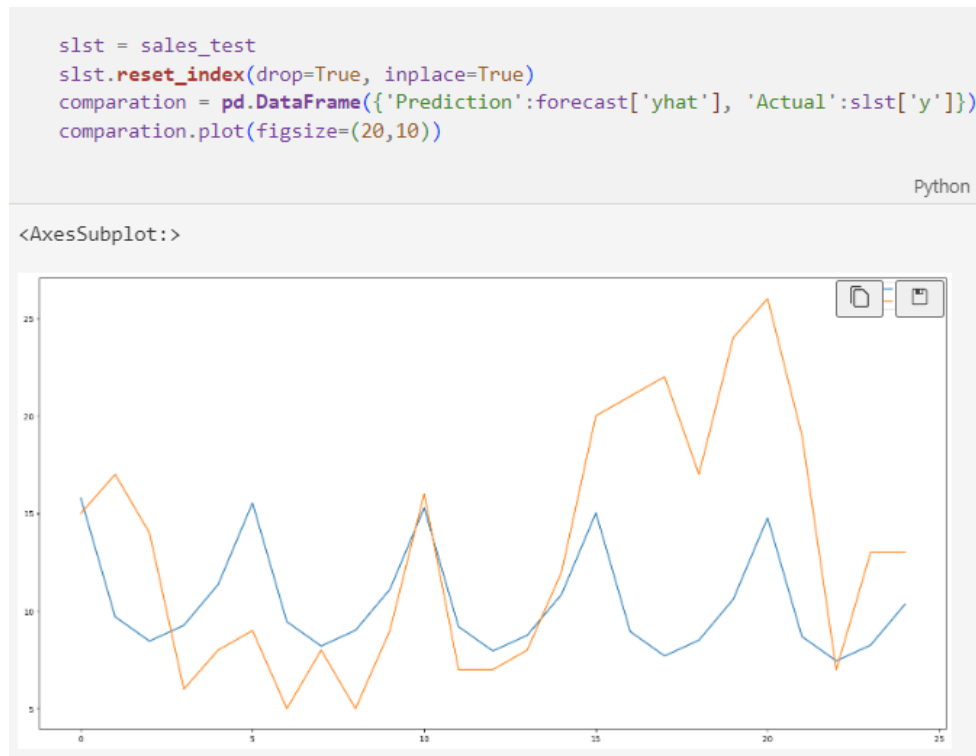 slst = sales_test
slst.reset_index(drop=True, inplace=True)
comparation = pd.DataFrame({'Prediction':forecast['yhat'], 'Actual':slst['y']})
comparation.plot(figsize=(20,10))
Python
<AxesSubplot:>
25
20
15
10
5
0 5 10 15 20 25